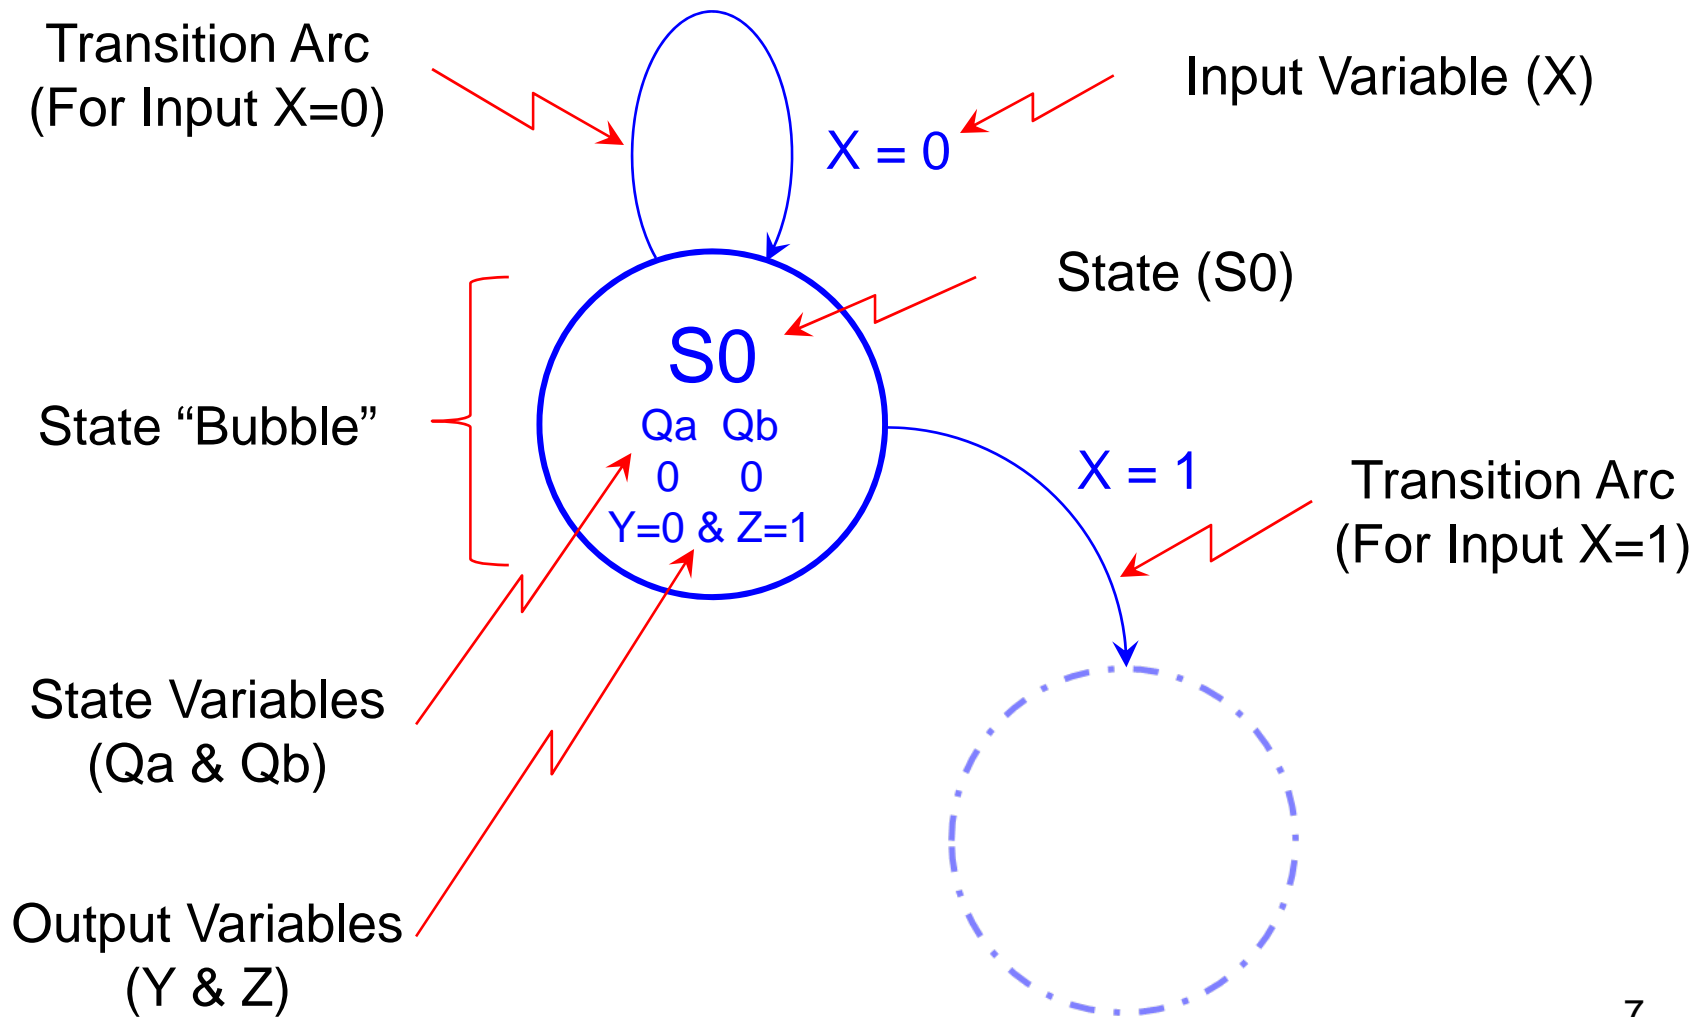 Transition Arc
(For Input X=0)
Input Variable (X)
X = 0
State (S0)
S0
State “Bubble”
Qa Qb
0 0
Y=0 & Z=1
X = 1
Transition Arc
(For Input X=1)
State Variables
(Qa & Qb)
Output Variables
(Y & Z)
7